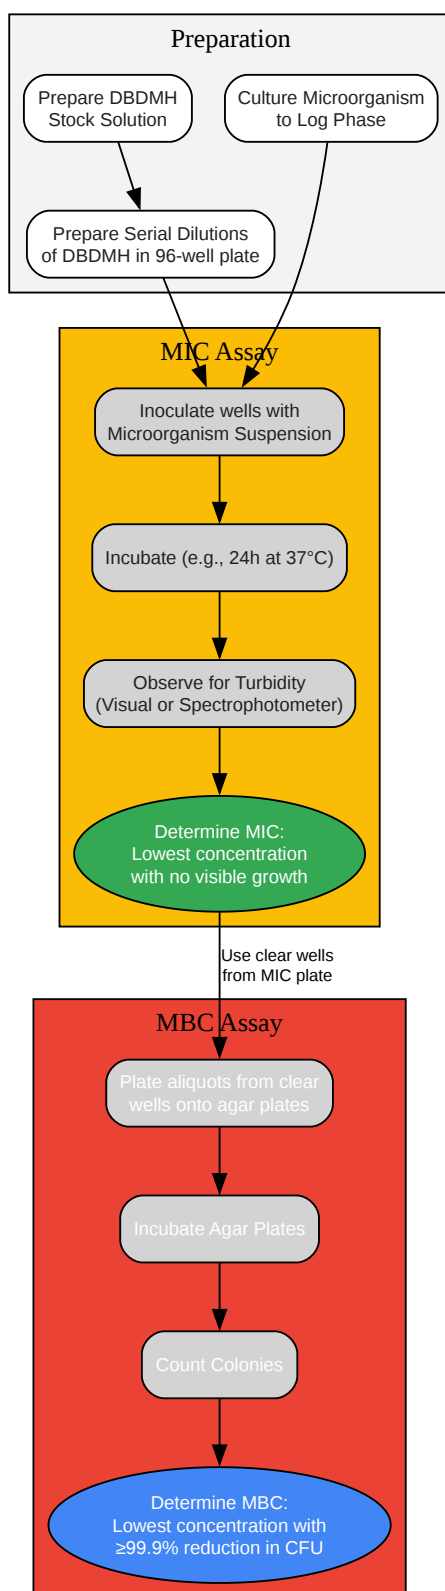 Preparation
Prepare DBDMH
Stock Solution
Culture Microorganism
to Log Phase
Prepare Serial Dilutions
of DBDMH in 96-well plate
MIC Assay
Inoculate wells with
Microorganism Suspension
Incubate (e.g., 24h at 37°C)
Observe for Turbidity
(Visual or Spectrophotometer)
Determine MIC:
Lowest concentration
with no visible growth
Use clear wells
from MIC plate
MBC Assay
Plate aliquots from clear
wells onto agar plates
Incubate Agar Plates
Count Colonies
Determine MBC:
Lowest concentration with
≥99.9% reduction in CFU